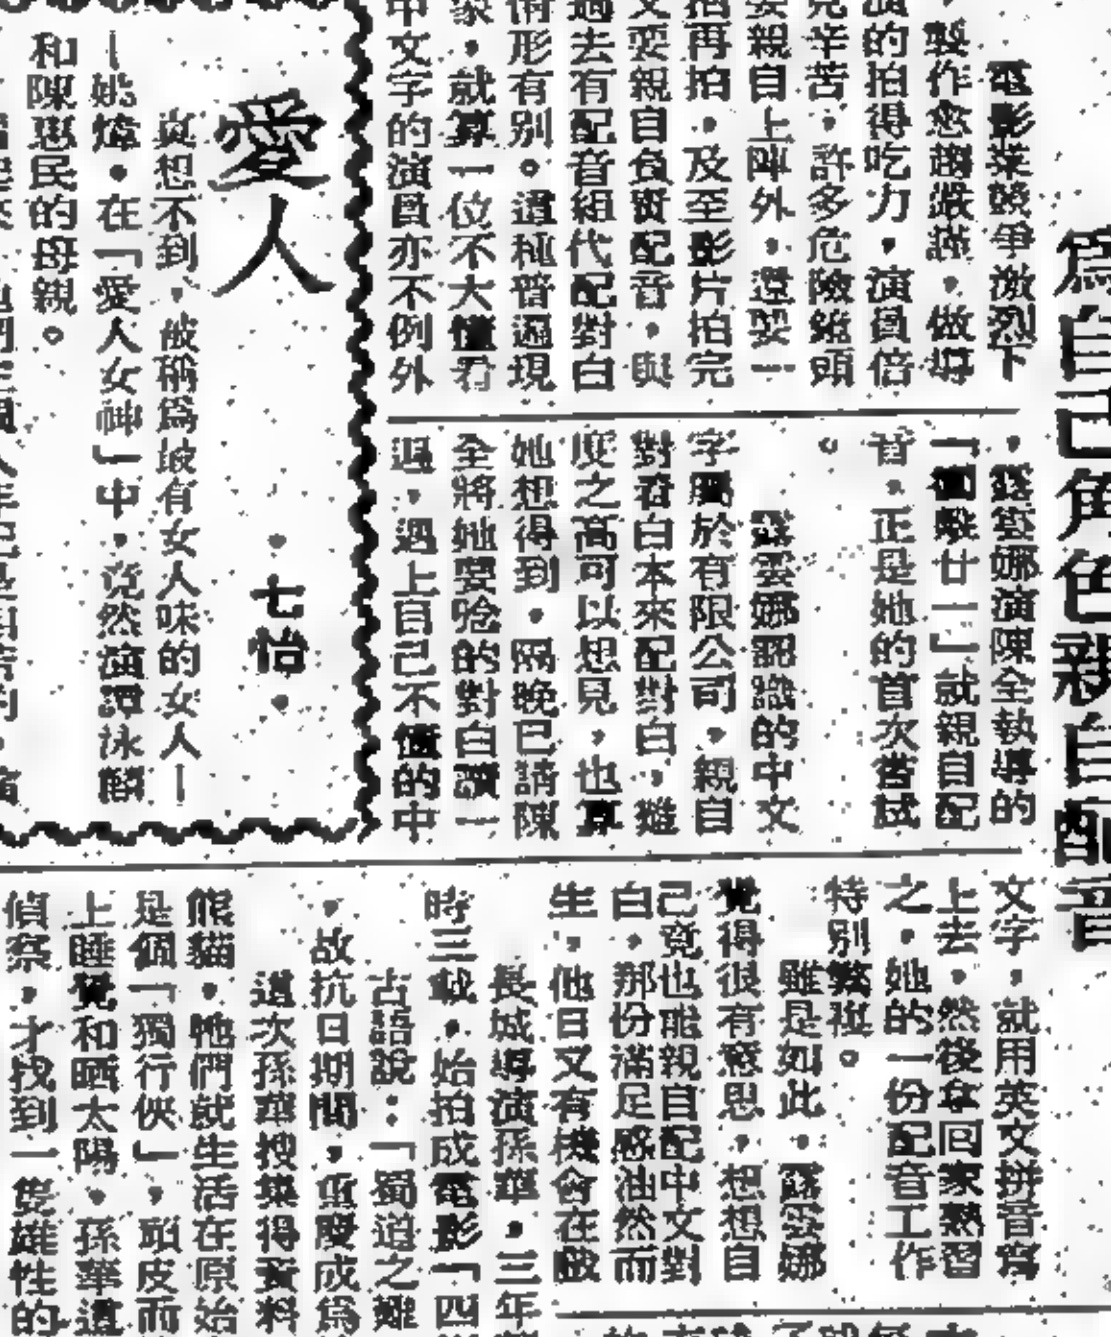 爲自己角色親自配音
電影業競爭激烈下
,製作愈趨嚴謹,做導
演的拍得吃力,演員倍
見辛苦,許多危險鏡頭
要親自上陣外,還要一
拍再拍,及至影片拍完
又要親自負責配音,與
過去有配音組代配對白
情形有別。這種普遍現
象,就算一位不大懂看
中文字的演員亦不例外
,露雲娜演陳全執導的
「獨噬廿一」就親自配
音,正是她的首次嘗試
。
露雲娜認識的中文
字屬於有限公司,親自
對着白本來配對白,難
度之高可以想見,也算
她想得到,隔晚已請陳
全將她要唸的對白讀一
遍,遇上自己不懂的中
文字,就用英文拼音寫
上去,然後拿回家熟習
之,她的一份配音工作
特別繁複。
雖是如此,露雲娜
覺得很有意思,想想自
己竟也能親自配中文對
白,那份滿足感油然而
生,他日又有機會在
愛人
•七怡•
真想不到,被稱爲最有女人味的女人—
—姚煒,在「愛人女神」中,竟然演譚泳麟
和陳惠民的母親。
長城導演孫華,三年
時三載,始拍成電影「四
古語說:「蜀道之難
,故抗日期間,重慶成爲
這次孫華搜集得資料
熊貓,牠們就生活在原始
是個「獨行俠」,頑皮而
上睡覺和晒太陽,孫華這
偵察,才找到一隻雄性的